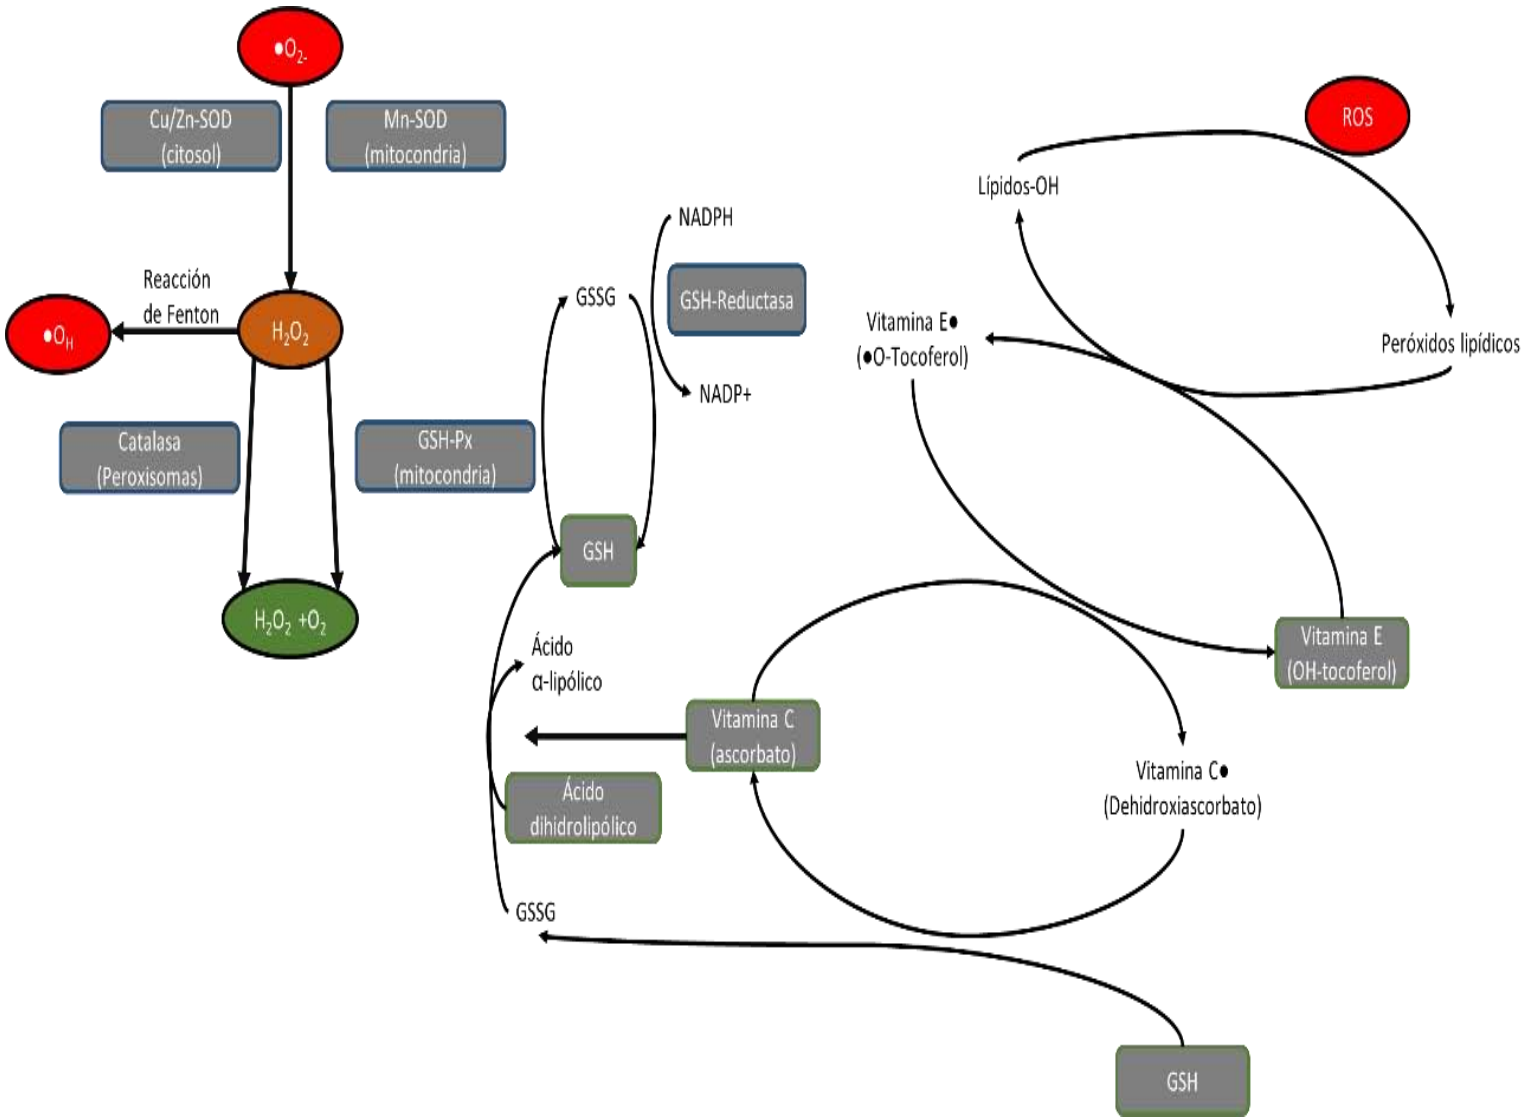 ●O₂-
Cu/Zn-SOD
(citosol)
Mn-SOD
(mitocondria)
Reacción
de Fenton
●OH
H₂O₂
Catalasa
(Peroxisomas)
GSH-Px
(mitocondria)
H₂O₂ +O₂
NADPH
GSSG
GSH-Reductasa
NADP+
GSH
Ácido
α-lipólico
Ácido
dihidrolipólico
GSSG
Vitamina C
(ascorbato)
ROS
Lípidos-OH
Peróxidos lipídicos
Vitamina E●
(●O-Tocoferol)
Vitamina E
(OH-tocoferol)
Vitamina C●
(Dehidroxiascorbato)
GSH